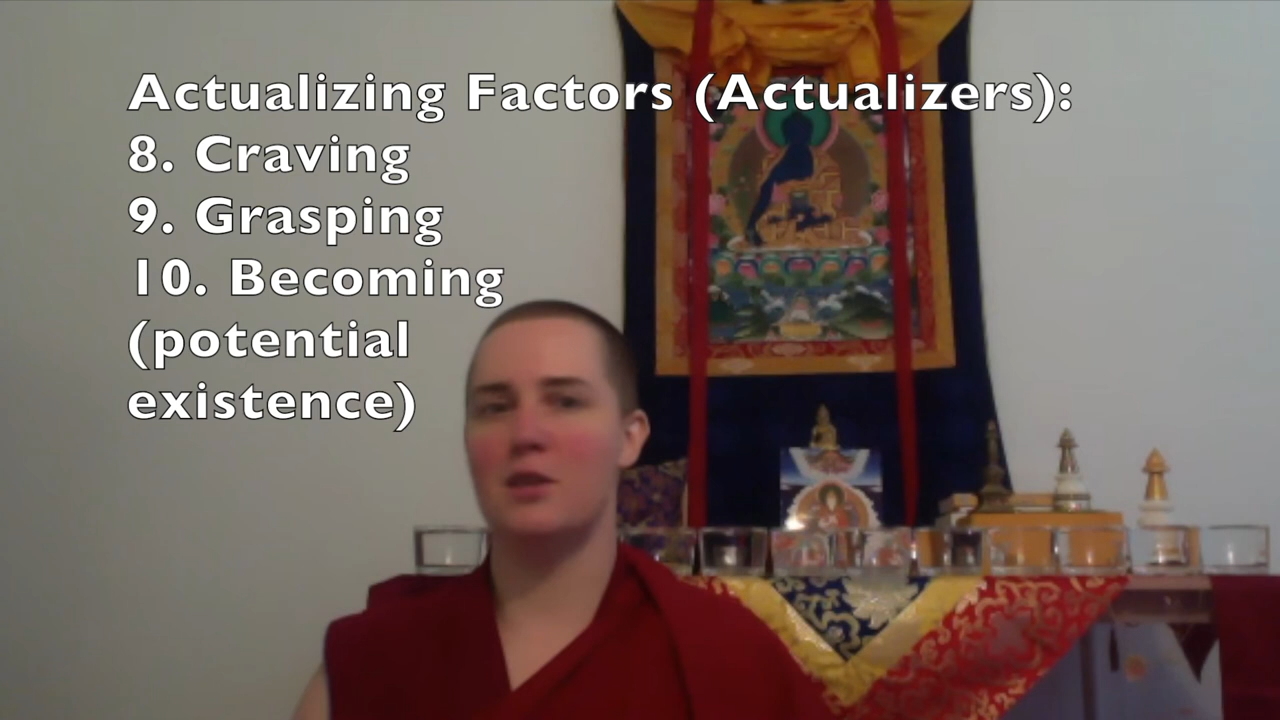 Actualizing Factors (Actualizers):
8. Craving
9. Grasping
10. Becoming
(potential
existence)